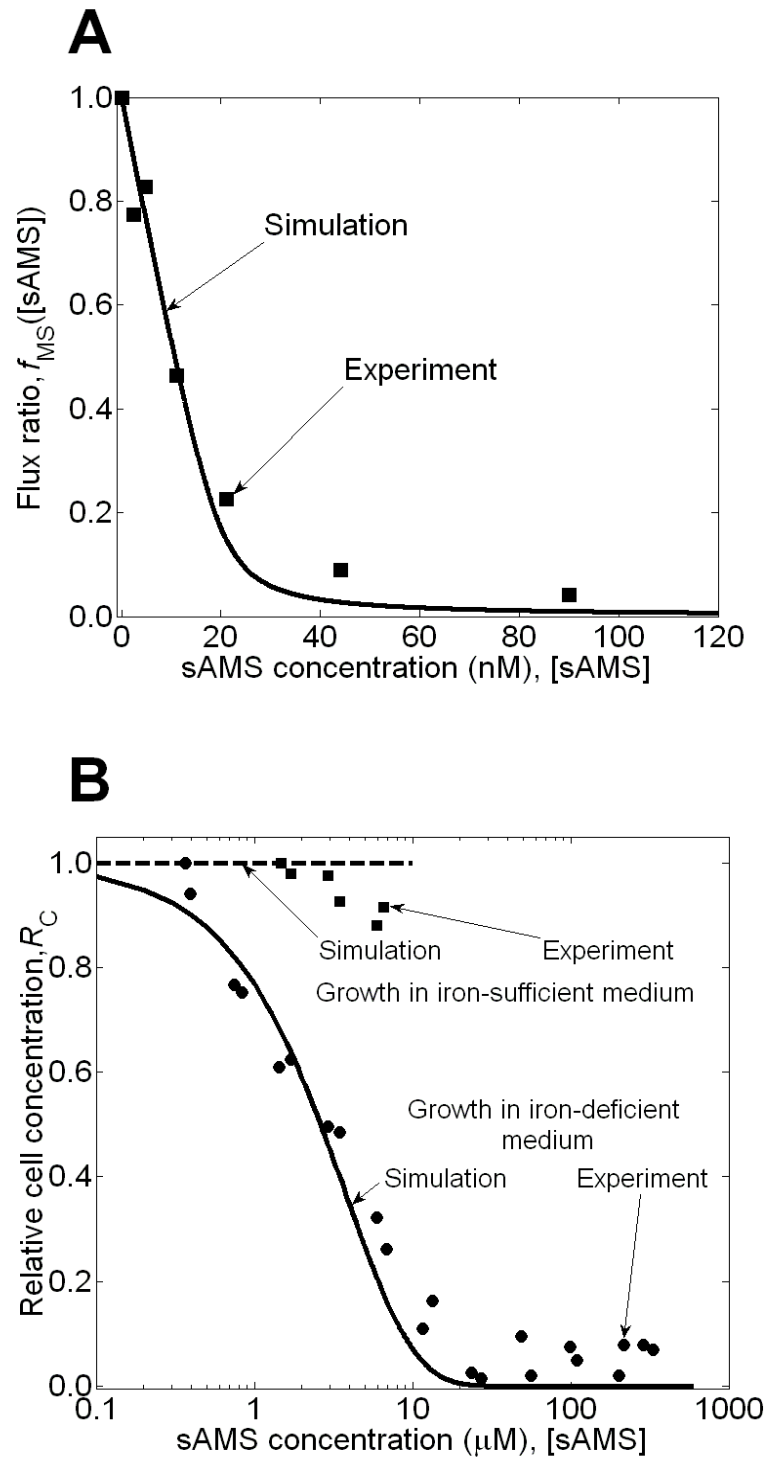 A
1.0
0.8
0.6
0.4
0.2
0.0
Flux ratio, fMS([sAMS])
Simulation
Experiment
0 20 40 60 80 100 120
sAMS concentration (nM), [sAMS]
B
1.0
0.8
0.6
0.4
0.2
0.0
Relative cell concentration,RC
Simulation Experiment
Growth in iron-sufficient medium
Growth in iron-deficient
medium
Simulation Experiment
0.1 1 10 100 1000
sAMS concentration (μM), [sAMS]